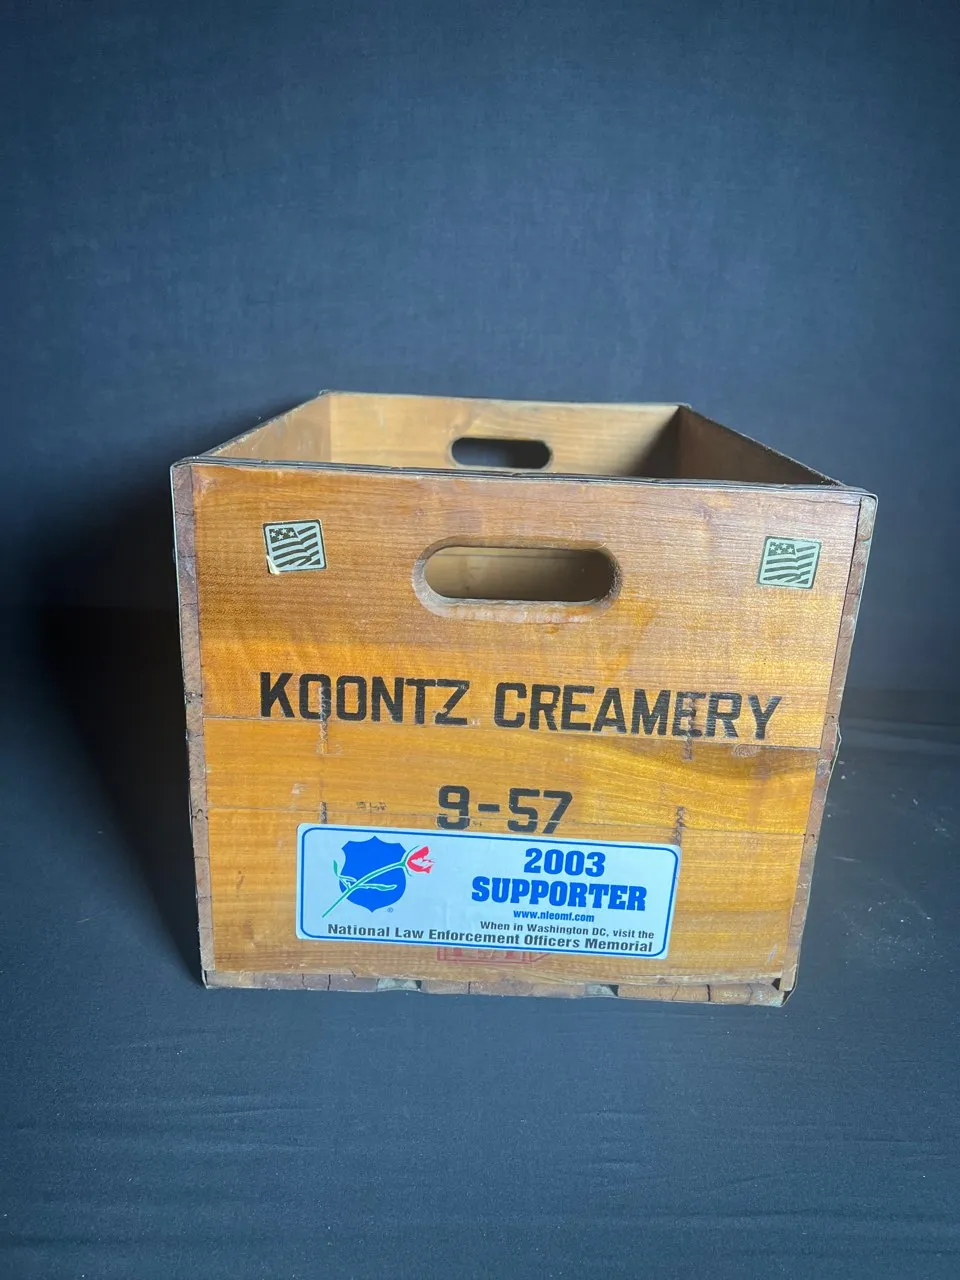 KOONTZ CREAMERY
9-57
2003
SUPPORTER
www.nleomf.com
When in Washington DC, visit the
National Law Enforcement Officers Memorial
®